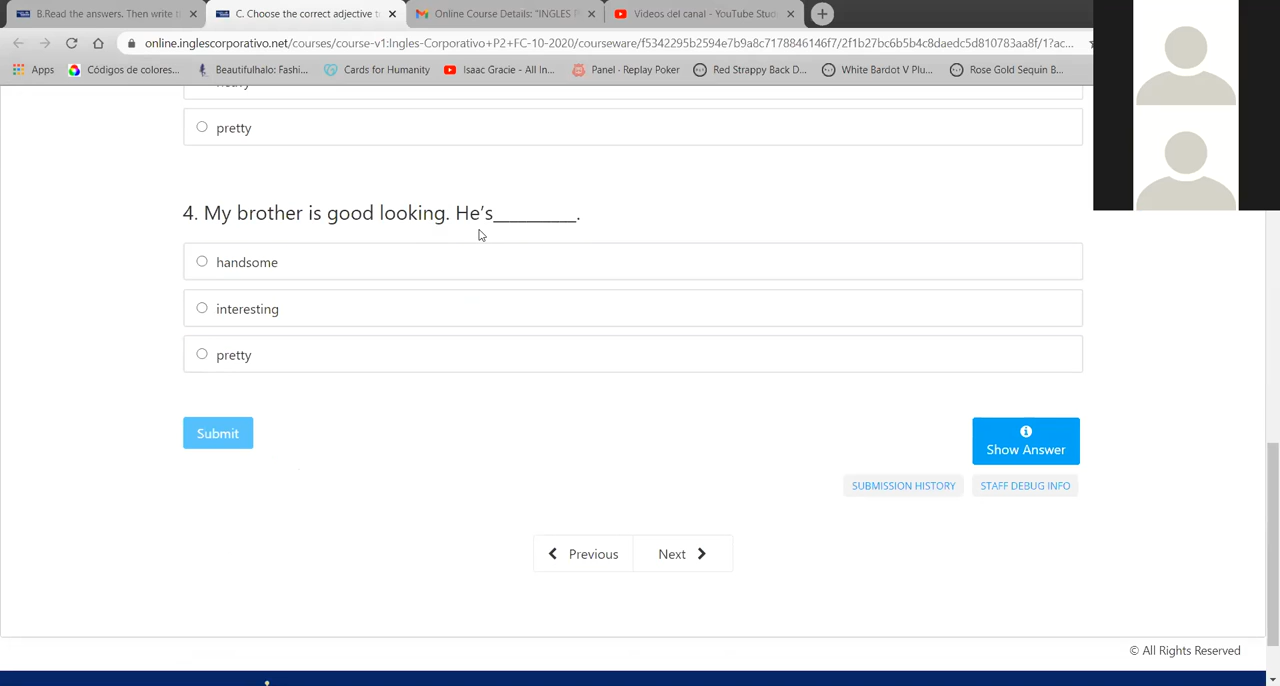 B.Read the answers. Then write t
C. Choose the correct adjective t
Online Course Details: "INGLES P
Videos del canal - YouTube Stud
online.inglescorporativo.net/courses/course-v1:Ingles-Corporativo+P2+FC-10-2020/courseware/f5342295b2594e7b9a8c7178846146f7/2f1b27bc6b5b4c8daedc5d810783aa8f/1?ac...
Apps
Códigos de colores...
Beautifulhalo: Fashi...
Cards for Humanity
Isaac Gracie - All In...
Panel · Replay Poker
Red Strappy Back D...
White Bardot V Plu...
Rose Gold Sequin B...
pretty
4. My brother is good looking. He's__________.
handsome
interesting
pretty
Submit
Show Answer
SUBMISSION HISTORY
STAFF DEBUG INFO
Previous
Next
© All Rights Reserved